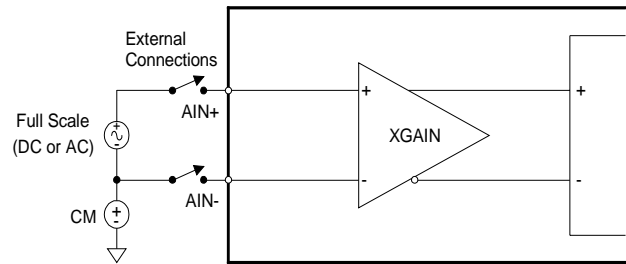 External
Connections
AIN+
+
+
XGAIN
Full Scale
(DC or AC)
+
-
AIN-
-
-
CM
+
-